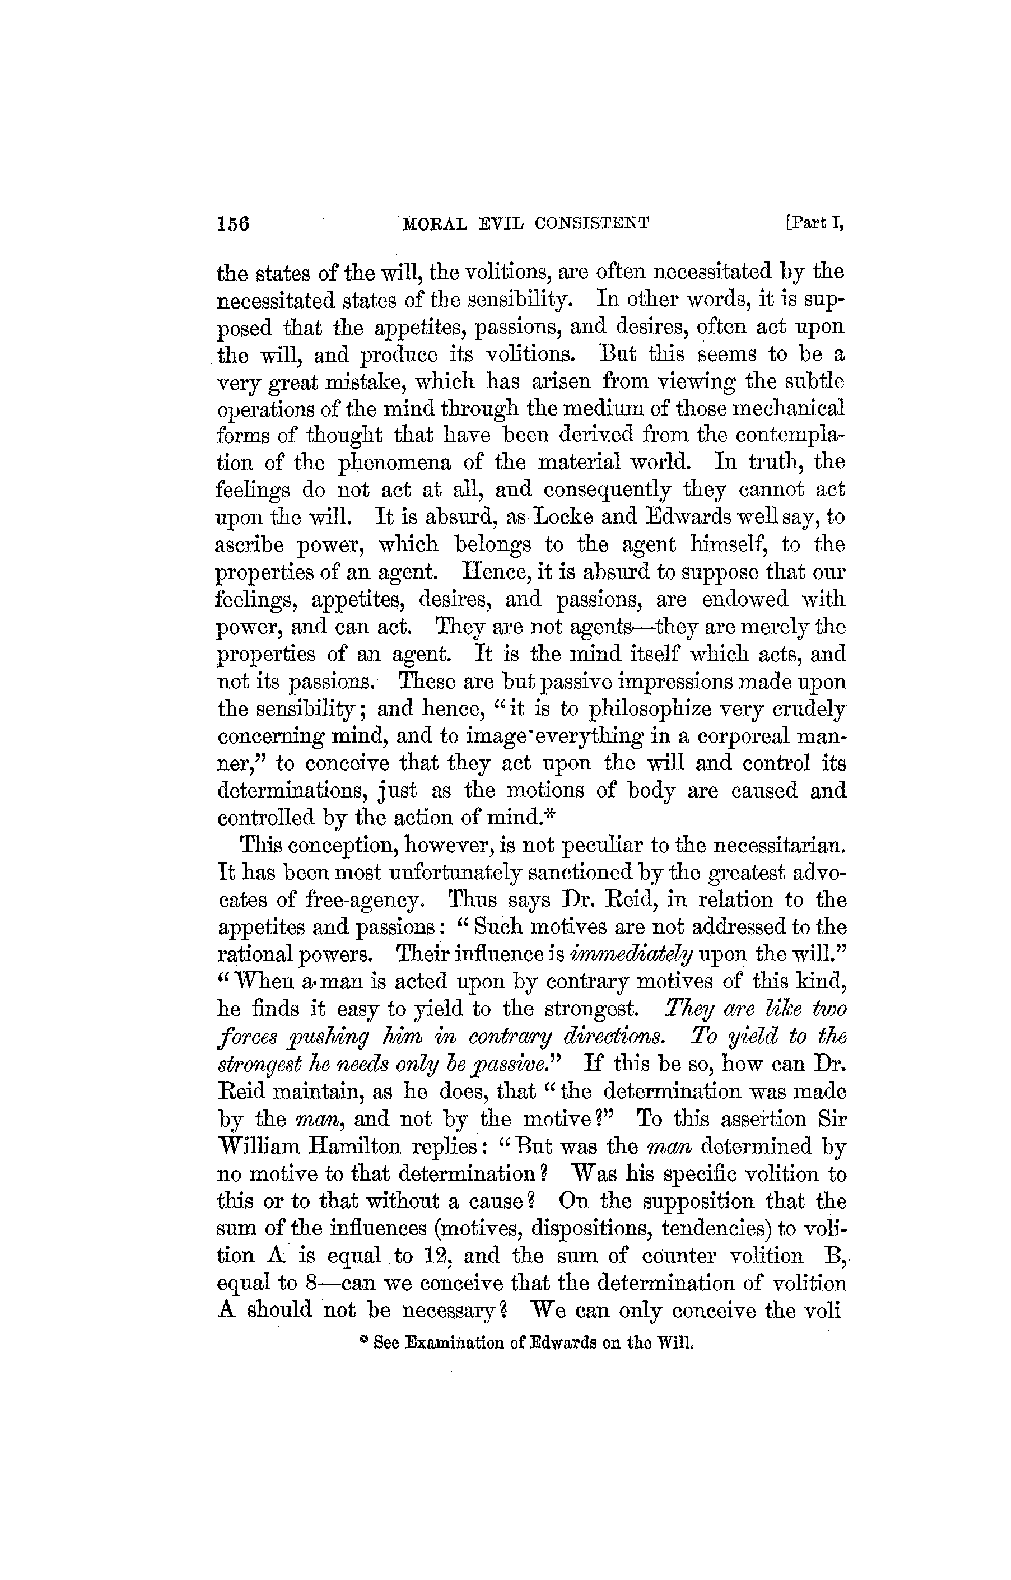 156 MORAL EVIL CONSISTENT [Part I,
the states of the will, the volitions, are often necessitated by the
necessitated states of the sensibility. In other words, it is sup-
posed that the appetites, passions, and desires, often act upon
the will, and produce its volitions. But this seems to be a
very great mistake, which has arisen from viewing the subtle
operations of the mind through the medium of those mechanical
forms of thought that have been derived from the contempla-
tion of the phenomena of the material world. In truth, the
feelings do not act at all, and consequently they cannot act
upon the will. It is absurd, as Locke and Edwards well say, to
ascribe power, which belongs to the agent himself, to the
properties of an agent. Hence, it is absurd to suppose that our
feelings, appetites, desires, and passions, are endowed with
power, and can act. They are not agents—they are merely the
properties of an agent. It is the mind itself which acts, and
not its passions. These are but passive impressions made upon
the sensibility; and hence, "it is to philosophize very crudely
concerning mind, and to image everything in a corporeal man-
ner," to conceive that they act upon the will and control its
determinations, just as the motions of body are caused and
controlled by the action of mind.*
This conception, however, is not peculiar to the necessitarian.
It has been most unfortunately sanctioned by the greatest advo-
cates of free-agency. Thus says Dr. Reid, in relation to the
appetites and passions: "Such motives are not addressed to the
rational powers. Their influence is immediately upon the will."
"When a man is acted upon by contrary motives of this kind,
he finds it easy to yield to the strongest. They are like two
forces pushing him in contrary directions. To yield to the
strongest he needs only be passive." If this be so, how can Dr.
Reid maintain, as he does, that "the determination was made
by the man, and not by the motive?" To this assertion Sir
William Hamilton replies: "But was the man determined by
no motive to that determination? Was his specific volition to
this or to that without a cause? On the supposition that the
sum of the influences (motives, dispositions, tendencies) to voli-
tion A is equal to 12, and the sum of counter volition B,
equal to 8—can we conceive that the determination of volition
A should not be necessary? We can only conceive the voli
* See Examination of Edwards on the Will.